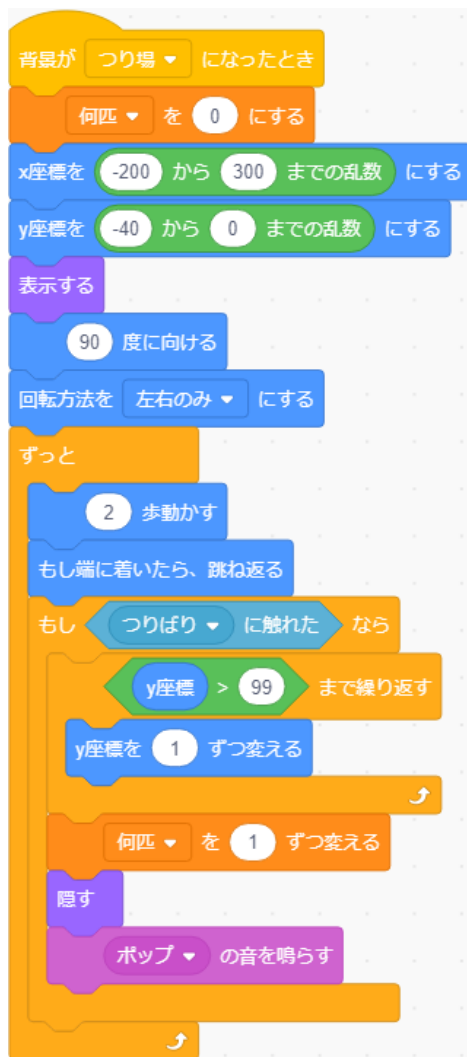 背景が つり場 になったとき
何匹 を 0 にする
x座標を -200 から 300 までの乱数 にする
y座標を -40 から 0 までの乱数 にする
表示する
90 度に向ける
回転方法を 左右のみ にする
ずっと
2 歩動かす
もし端に着いたら、跳ね返る
もし つりばり に触れた なら
y座標 > 99 まで繰り返す
y座標を 1 ずつ変える
何匹 を 1 ずつ変える
隠す
ポップ の音を鳴らす